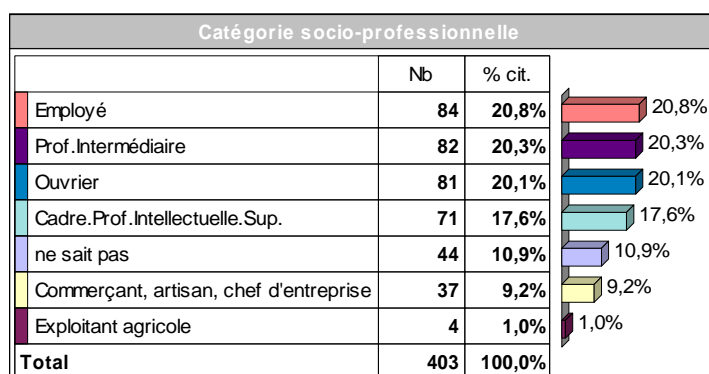 Catégorie socio-professionnelle
Nb % cit.
Employé 84 20,8% 20,8%
Prof.Intermédiaire 82 20,3% 20,3%
Ouvrier 81 20,1% 20,1%
Cadre.Prof.Intellectuelle.Sup. 71 17,6% 17,6%
ne sait pas 44 10,9% 10,9%
Commerçant, artisan, chef d'entreprise 37 9,2% 9,2%
Exploitant agricole 4 1,0% 1,0%
Total 403 100,0%